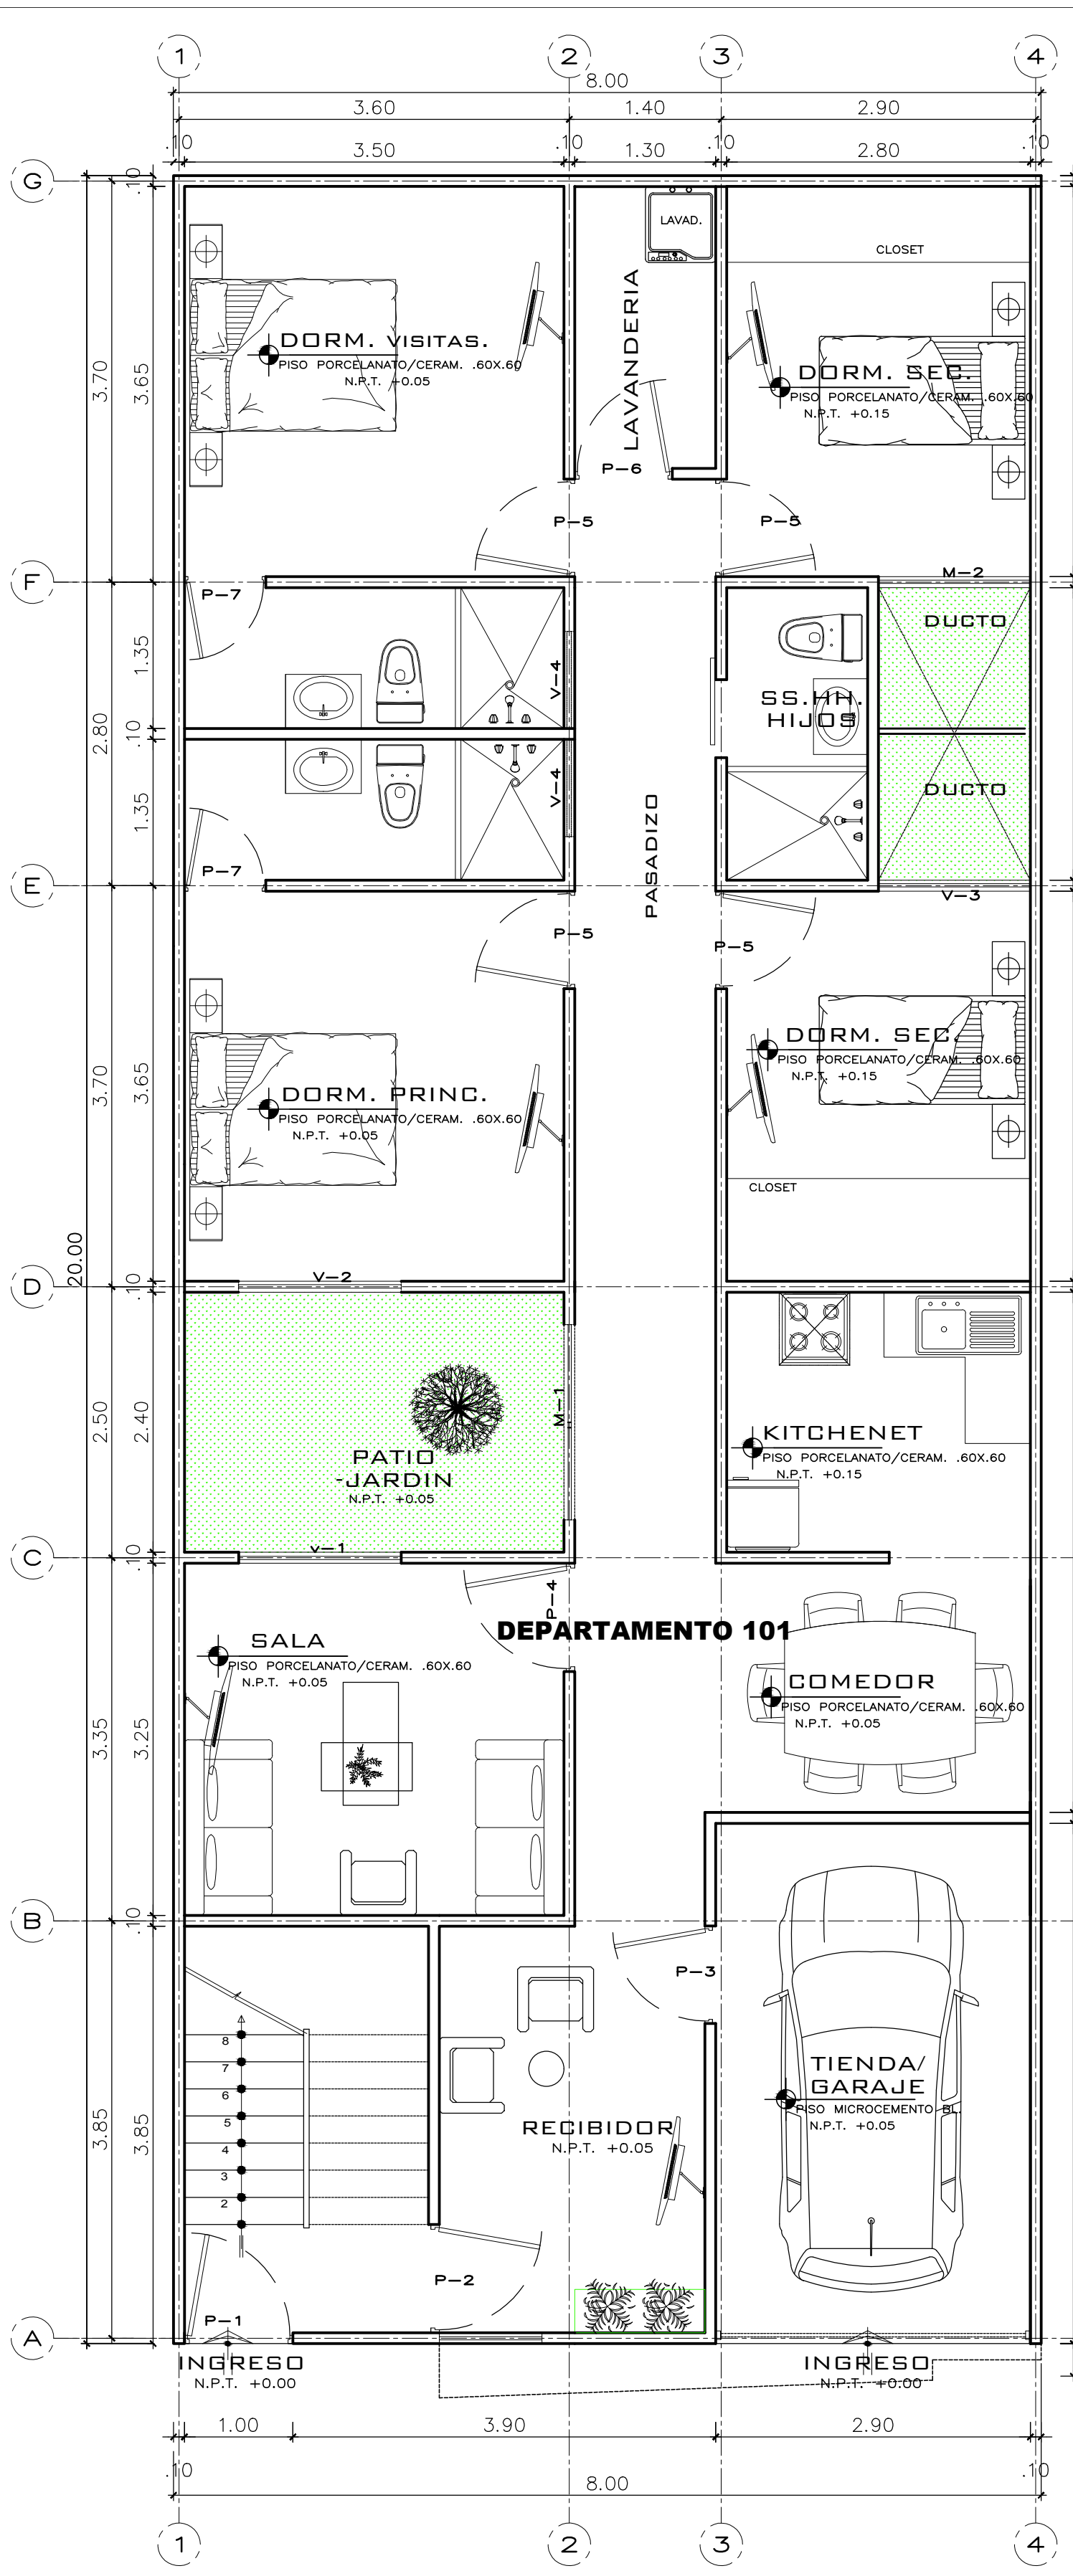 1 2 3 4
8.00
3.60 1.40 2.90
.10 3.50 .10 1.30 .10 2.80 .10
G
.10
LAVAD.
CLOSET
LAVANDERIA
DORM. VISITAS.
PISO PORCELANATO/CERAM. .60X.60
N.P.T. +0.05
DORM. SEC.
PISO PORCELANATO/CERAM. .60X.60
N.P.T. +0.15
3.70 3.65
P-6
P-5 P-5
F
P-7
M-2
DUCTO
1.35
V-4
SS.HH.
HIJOS
2.80 .10
V-4
DUCTO
1.35
PASADIZO
P-7
E
V-3
P-5 P-5
DORM. SEC.
PISO PORCELANATO/CERAM. .60X.60
N.P.T. +0.15
3.70 3.65
DORM. PRINC.
PISO PORCELANATO/CERAM. .60X.60
N.P.T. +0.05
CLOSET
20.00
D
.10
V-2
2.50 2.40
M-1
KITCHENET
PISO PORCELANATO/CERAM. .60X.60
N.P.T. +0.15
PATIO
-JARDIN
N.P.T. +0.05
C
.10
v-1
P-4
DEPARTAMENTO 101
SALA
PISO PORCELANATO/CERAM. .60X.60
N.P.T. +0.05
COMEDOR
PISO PORCELANATO/CERAM. .60X.60
N.P.T. +0.05
3.35 3.25
B
.10
P-3
8
7
6
5
4
3
2
TIENDA/
GARAJE
PISO MICROCEMENTO BL.
N.P.T. +0.05
RECIBIDOR
N.P.T. +0.05
3.85 3.85
P-2
P-1
A
INGRESO
N.P.T. +0.00
INGRESO
N.P.T. +0.00
1.00 3.90 2.90
.10 8.00 .10
1 2 3 4